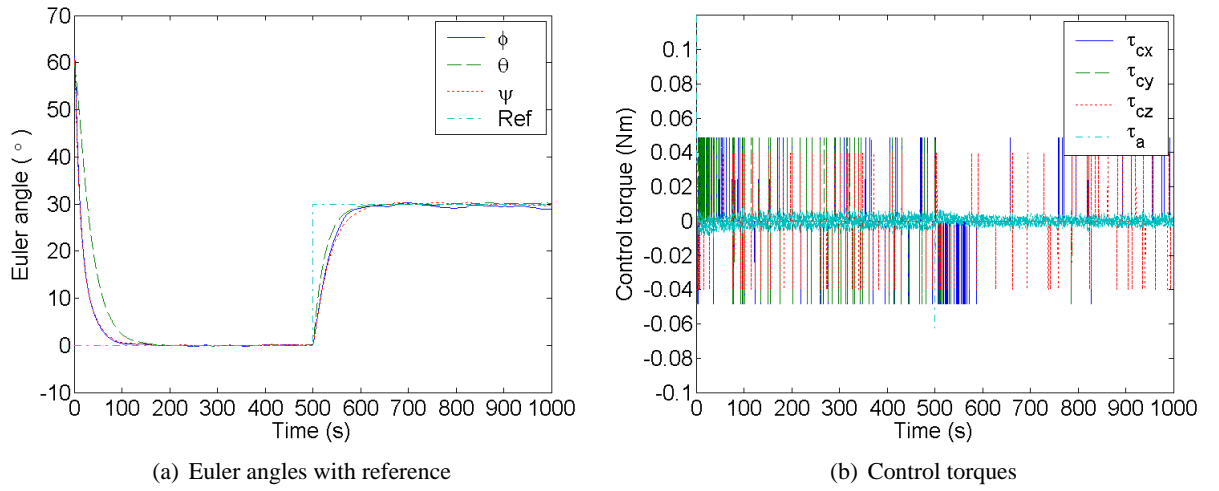 70
60
50
40
30
20
10
0
-10
Euler angle ( ° )
0 100 200 300 400 500 600 700 800 900 1000
Time (s)
ϕ
θ
ψ
Ref
(a) Euler angles with reference
0.1
0.08
0.06
0.04
0.02
0
-0.02
-0.04
-0.06
-0.08
-0.1
Control torque (Nm)
0 100 200 300 400 500 600 700 800 900 1000
Time (s)
τcx
τcy
τcz
τa
(b) Control torques